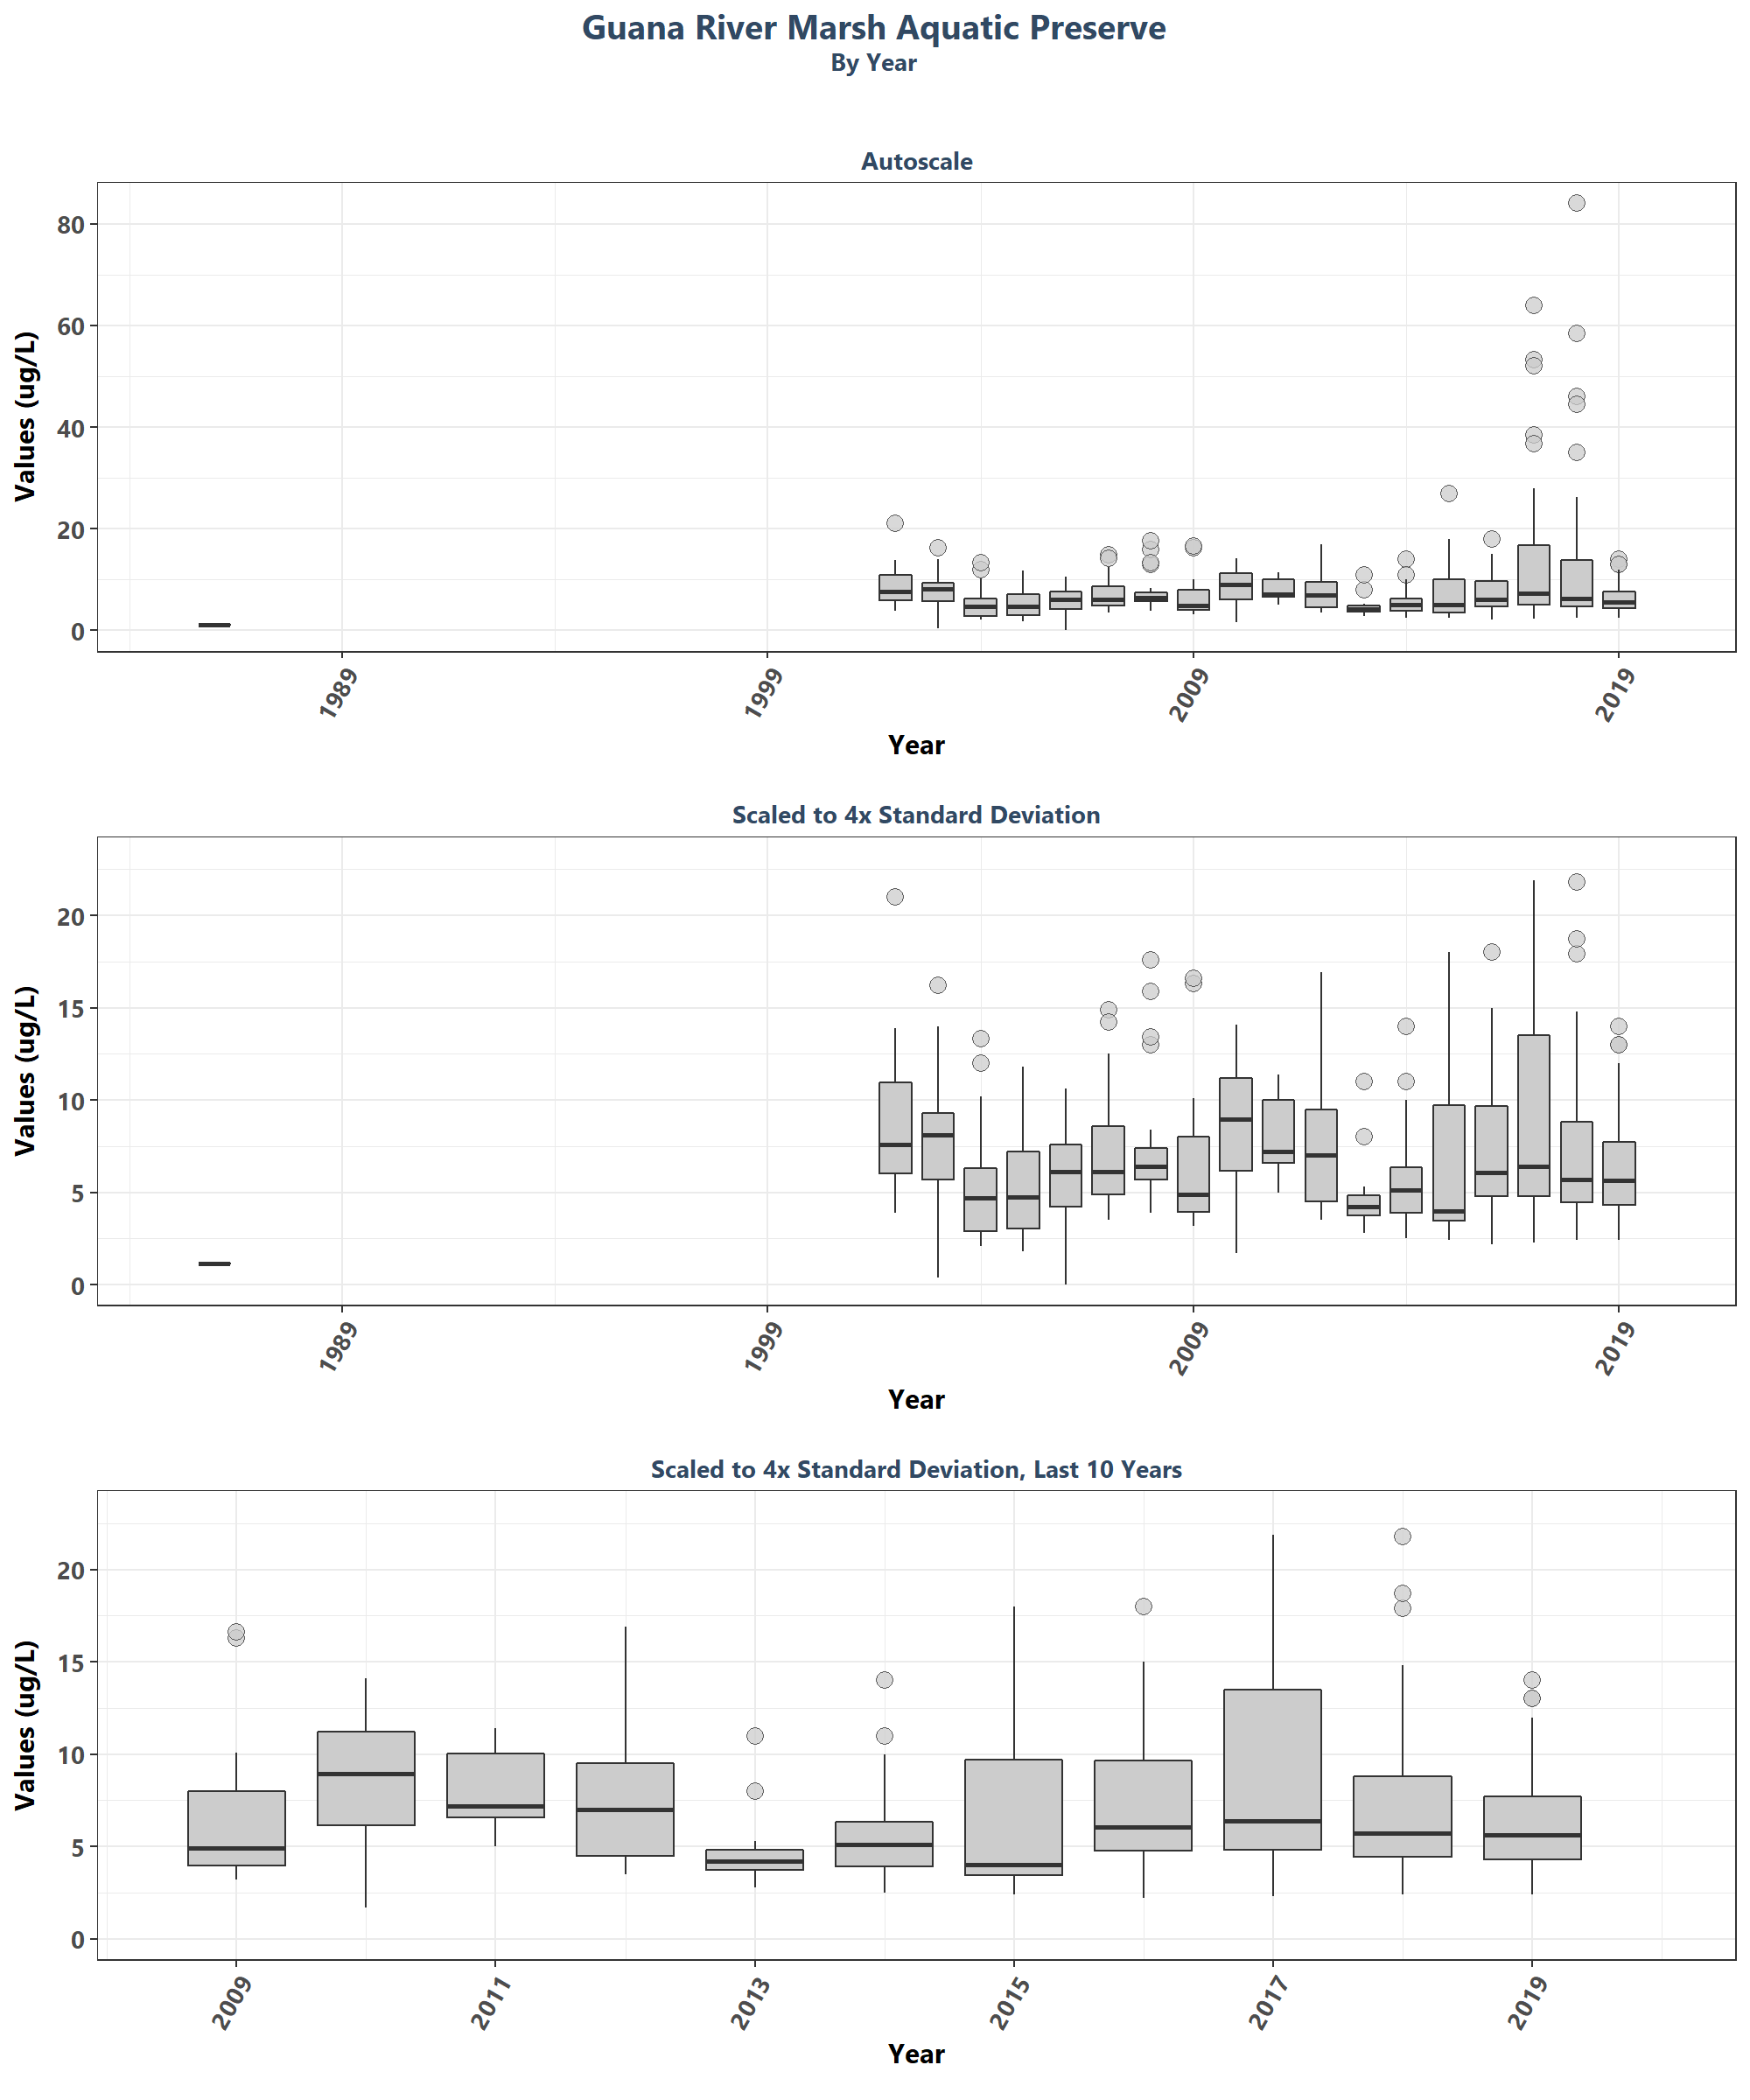 Guana River Marsh Aquatic Preserve
By Year
Autoscale
Values (ug/L)
80
60
40
20
0
1989
1999
2009
2019
Year
Scaled to 4x Standard Deviation
Values (ug/L)
20
15
10
5
0
1989
1999
2009
2019
Year
Scaled to 4x Standard Deviation, Last 10 Years
Values (ug/L)
20
15
10
5
0
2009
2011
2013
2015
2017
2019
Year